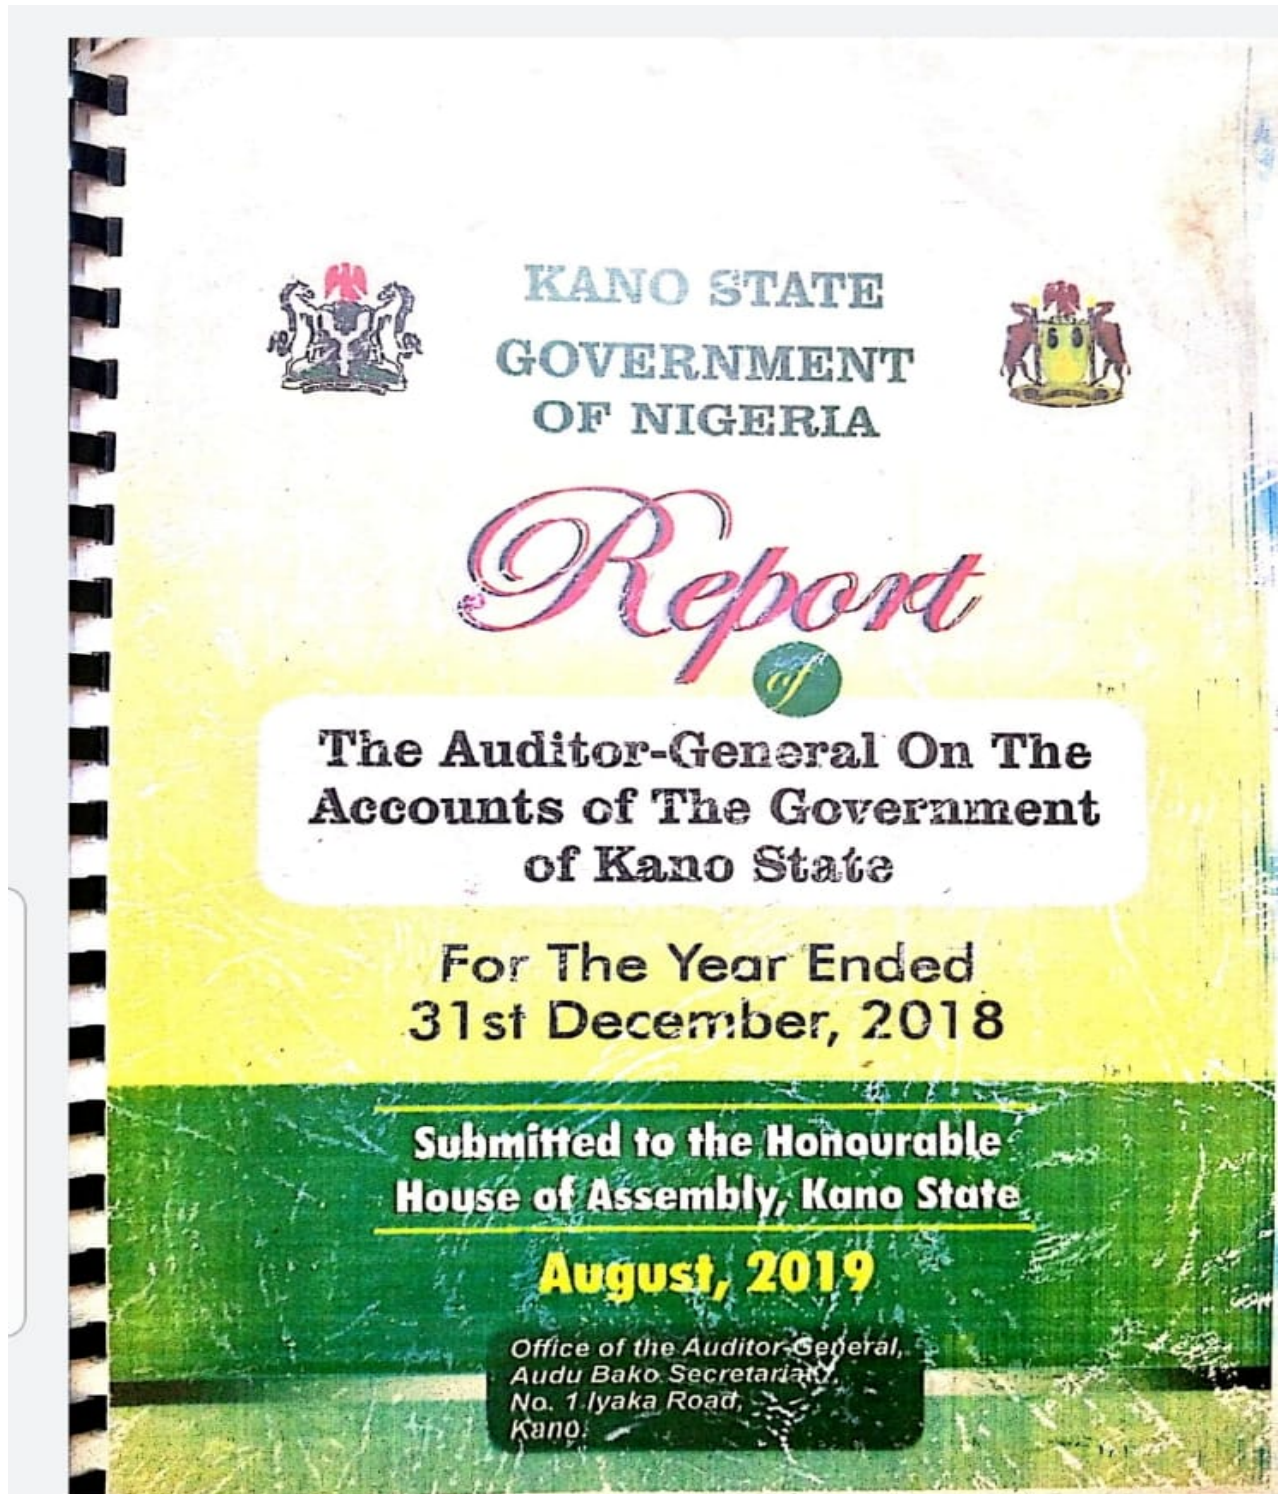 KANO STATE
GOVERNMENT
OF NIGERIA
Report
of
The Auditor-General On The
Accounts of The Government
of Kano State
For The Year Ended
31st December, 2018
Submitted to the Honourable
House of Assembly, Kano State
August, 2019
Office of the Auditor-General,
Audu Bako Secretariat,
No. 1 Iyaka Road,
Kano.